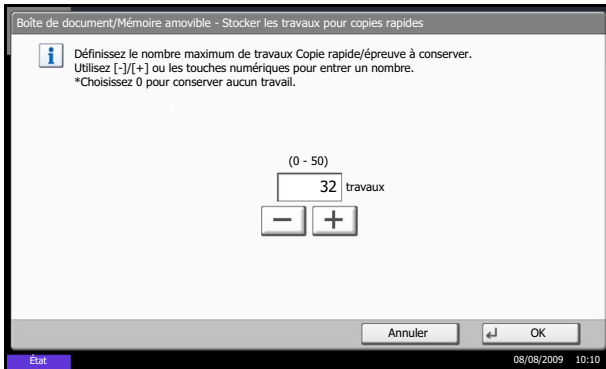 Boîte de document/Mémoire amovible - Stocker les travaux pour copies rapides
Définissez le nombre maximum de travaux Copie rapide/épreuve à conserver.
Utilisez [-]/[+] ou les touches numériques pour entrer un nombre.
*Choisissez 0 pour conserver aucun travail.
(0 - 50)
32 travaux
− +
Annuler OK
État 08/08/2009 10:10